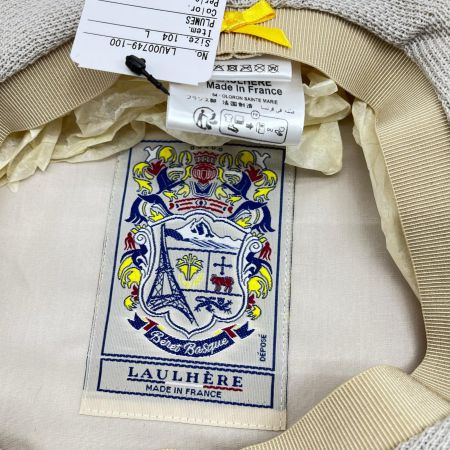 No. LAU00749-100
Size. 104 L
Item.
PLUMES
Color.
LAULHÈRE
Made in France
64 - OLORON SAINTE MARIE
フランス製
Béret Basque
DÉPOSÉ
LAULHÈRE
MADE IN FRANCE